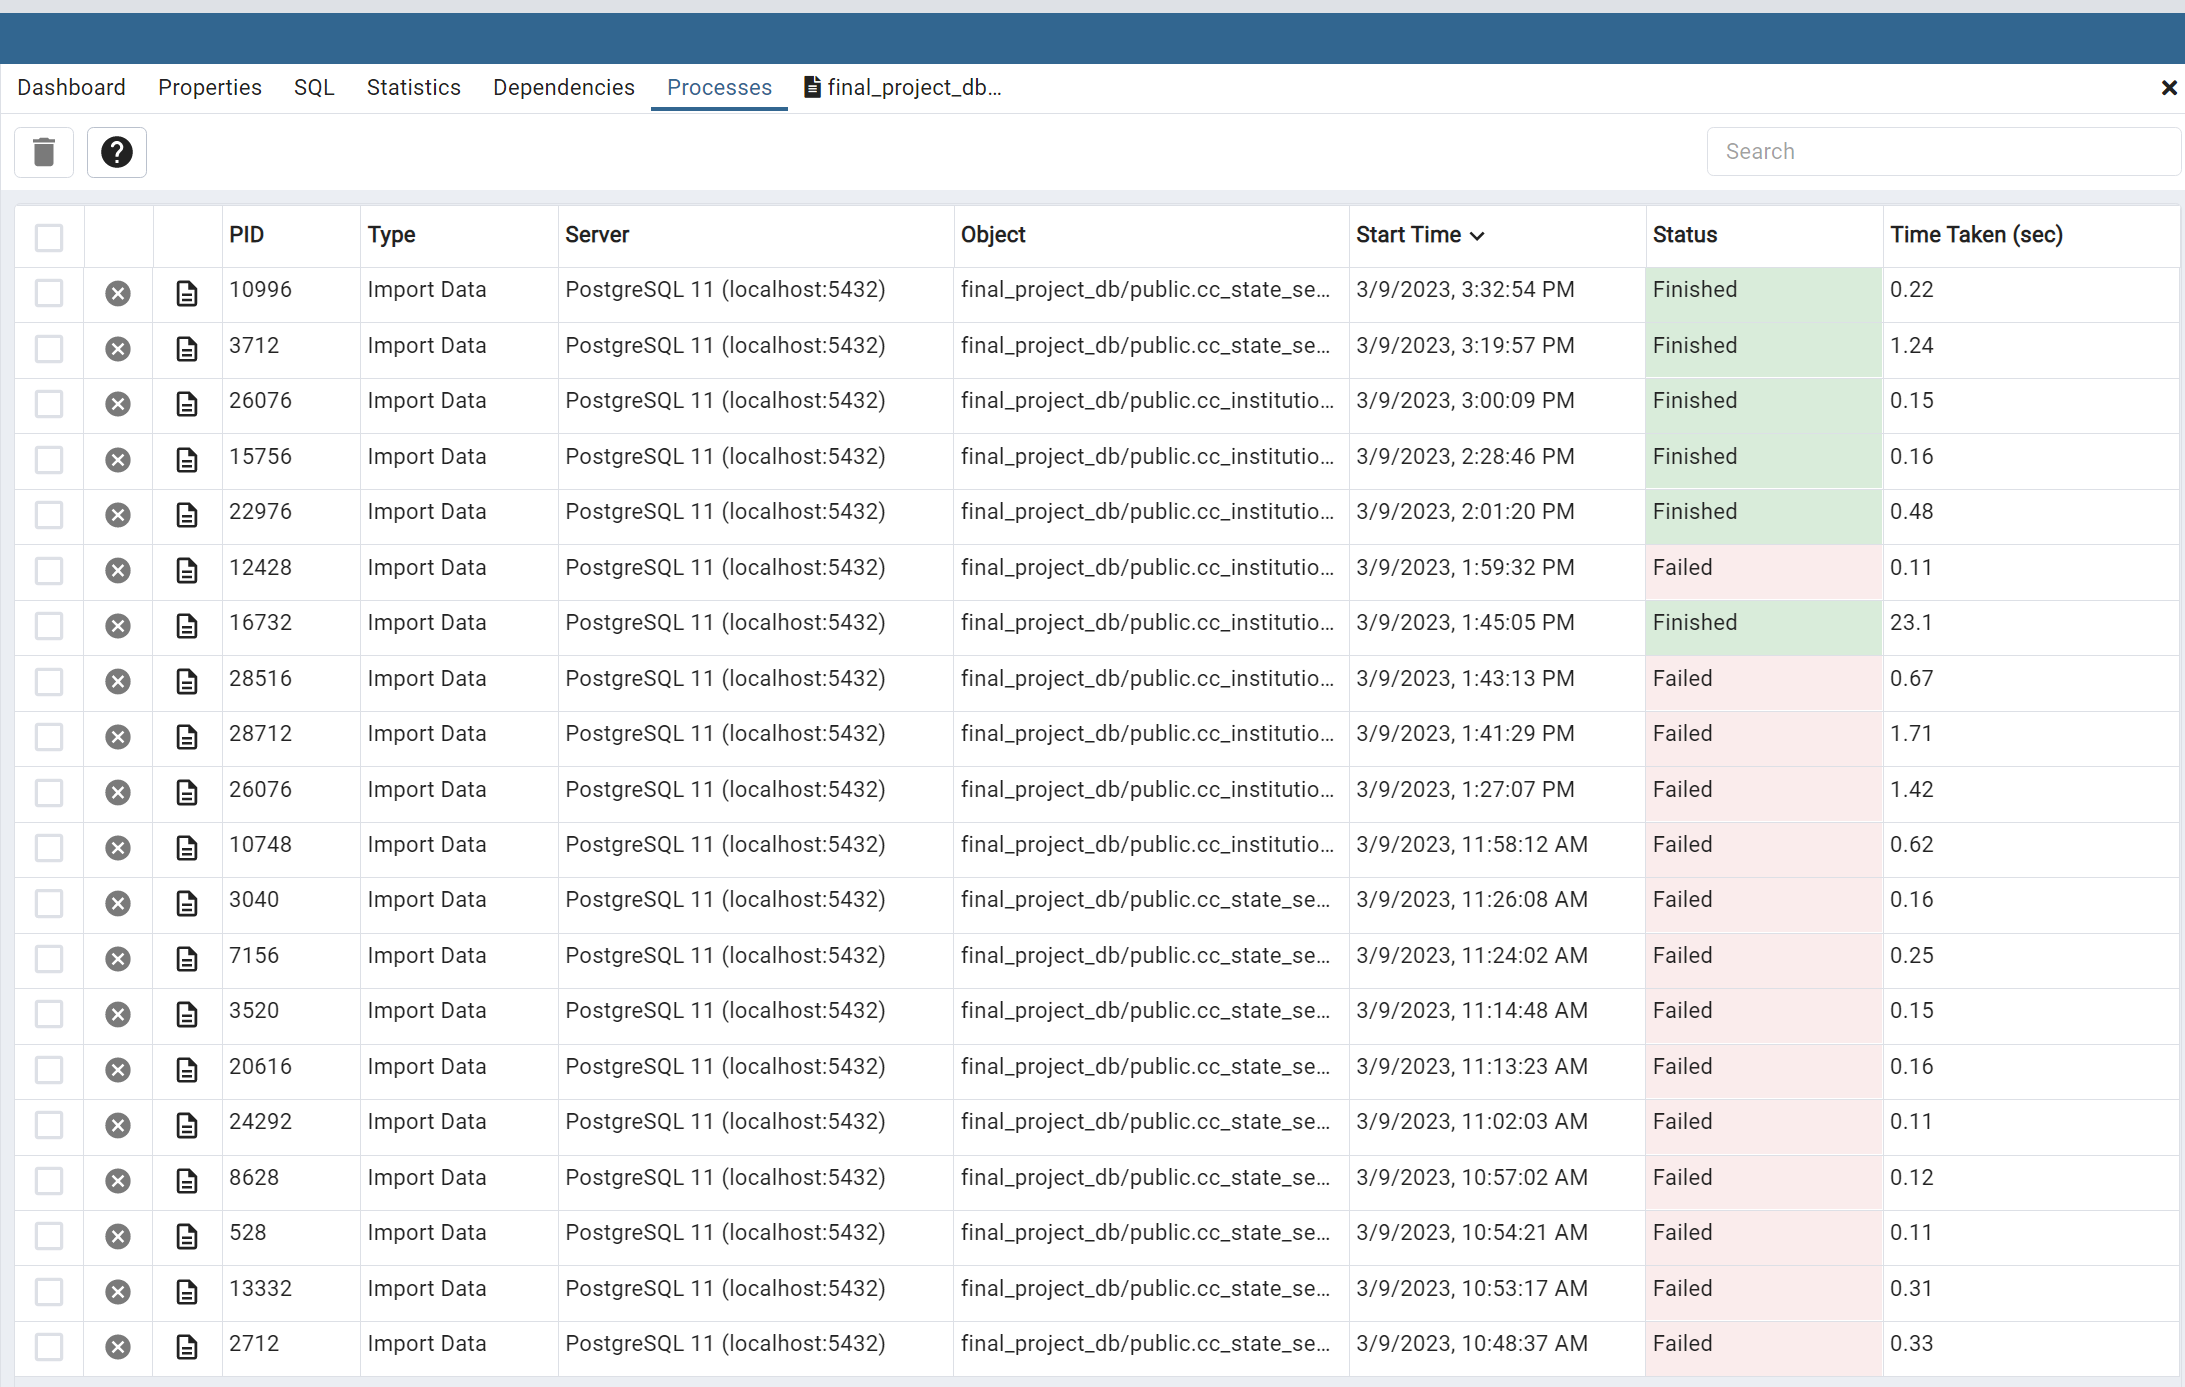 Dashboard Properties SQL Statistics Dependencies Processes final_project_db...
Search
PID Type Server Object Start Time Status Time Taken (sec)
10996 Import Data PostgreSQL 11 (localhost:5432) final_project_db/public.cc_state_se... 3/9/2023, 3:32:54 PM Finished 0.22
3712 Import Data PostgreSQL 11 (localhost:5432) final_project_db/public.cc_state_se... 3/9/2023, 3:19:57 PM Finished 1.24
26076 Import Data PostgreSQL 11 (localhost:5432) final_project_db/public.cc_institutio... 3/9/2023, 3:00:09 PM Finished 0.15
15756 Import Data PostgreSQL 11 (localhost:5432) final_project_db/public.cc_institutio... 3/9/2023, 2:28:46 PM Finished 0.16
22976 Import Data PostgreSQL 11 (localhost:5432) final_project_db/public.cc_institutio... 3/9/2023, 2:01:20 PM Finished 0.48
12428 Import Data PostgreSQL 11 (localhost:5432) final_project_db/public.cc_institutio... 3/9/2023, 1:59:32 PM Failed 0.11
16732 Import Data PostgreSQL 11 (localhost:5432) final_project_db/public.cc_institutio... 3/9/2023, 1:45:05 PM Finished 23.1
28516 Import Data PostgreSQL 11 (localhost:5432) final_project_db/public.cc_institutio... 3/9/2023, 1:43:13 PM Failed 0.67
28712 Import Data PostgreSQL 11 (localhost:5432) final_project_db/public.cc_institutio... 3/9/2023, 1:41:29 PM Failed 1.71
26076 Import Data PostgreSQL 11 (localhost:5432) final_project_db/public.cc_institutio... 3/9/2023, 1:27:07 PM Failed 1.42
10748 Import Data PostgreSQL 11 (localhost:5432) final_project_db/public.cc_institutio... 3/9/2023, 11:58:12 AM Failed 0.62
3040 Import Data PostgreSQL 11 (localhost:5432) final_project_db/public.cc_state_se... 3/9/2023, 11:26:08 AM Failed 0.16
7156 Import Data PostgreSQL 11 (localhost:5432) final_project_db/public.cc_state_se... 3/9/2023, 11:24:02 AM Failed 0.25
3520 Import Data PostgreSQL 11 (localhost:5432) final_project_db/public.cc_state_se... 3/9/2023, 11:14:48 AM Failed 0.15
20616 Import Data PostgreSQL 11 (localhost:5432) final_project_db/public.cc_state_se... 3/9/2023, 11:13:23 AM Failed 0.16
24292 Import Data PostgreSQL 11 (localhost:5432) final_project_db/public.cc_state_se... 3/9/2023, 11:02:03 AM Failed 0.11
8628 Import Data PostgreSQL 11 (localhost:5432) final_project_db/public.cc_state_se... 3/9/2023, 10:57:02 AM Failed 0.12
528 Import Data PostgreSQL 11 (localhost:5432) final_project_db/public.cc_state_se... 3/9/2023, 10:54:21 AM Failed 0.11
13332 Import Data PostgreSQL 11 (localhost:5432) final_project_db/public.cc_state_se... 3/9/2023, 10:53:17 AM Failed 0.31
2712 Import Data PostgreSQL 11 (localhost:5432) final_project_db/public.cc_state_se... 3/9/2023, 10:48:37 AM Failed 0.33